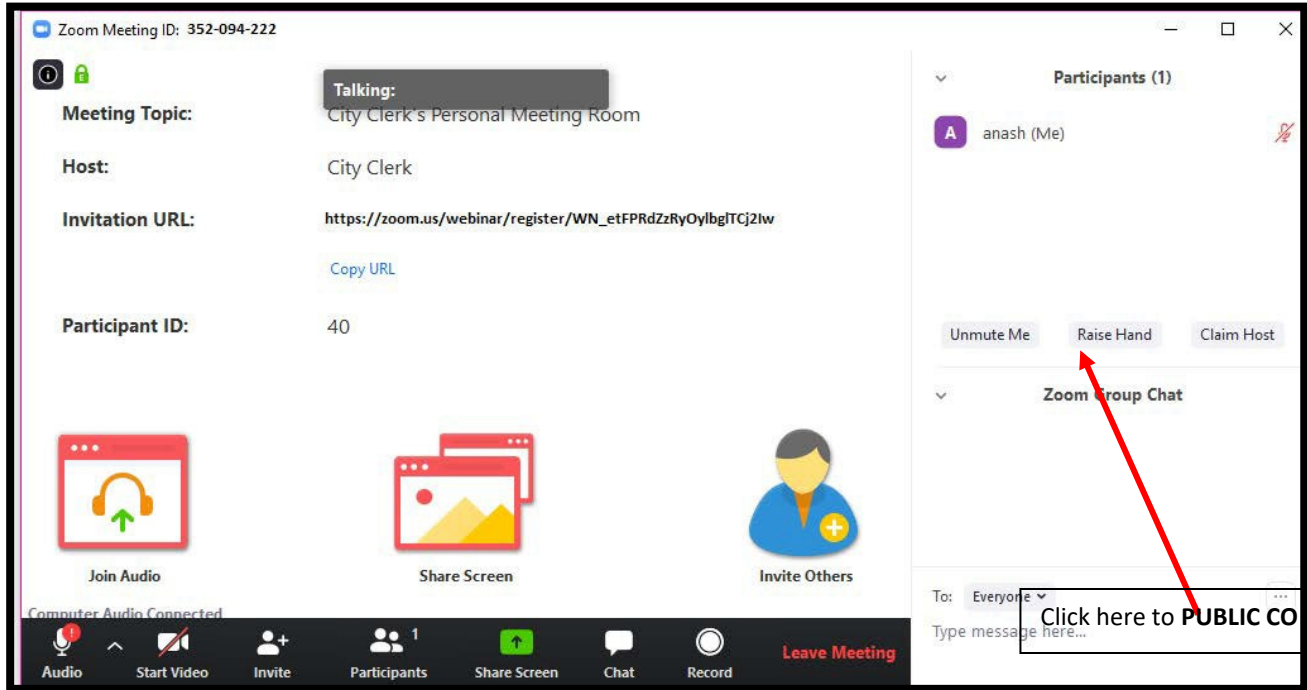 Zoom Meeting ID: 352-094-222
Talking:
Meeting Topic: City Clerk's Personal Meeting Room
Host: City Clerk
Invitation URL: https://zoom.us/webinar/register/WN_etFPRdZzRyOylbglTCj2Iw
Copy URL
Participant ID: 40
Join Audio Share Screen Invite Others
Computer Audio Connected
Audio Start Video Invite Participants 1 Share Screen Chat Record Leave Meeting
Participants (1)
A anash (Me)
Unmute Me Raise Hand Claim Host
Zoom Group Chat
To: Everyone
Click here to PUBLIC CO
Type message here...